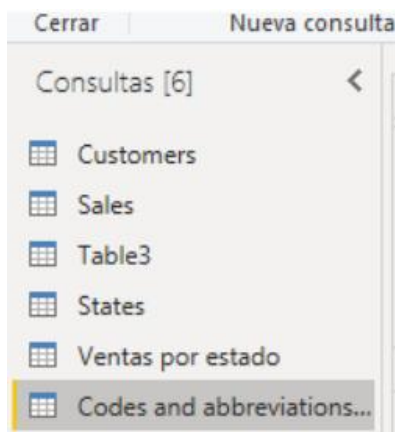 Cerrar Nueva consulta
Consultas [6] <
Customers
Sales
Table3
States
Ventas por estado
Codes and abbreviations...